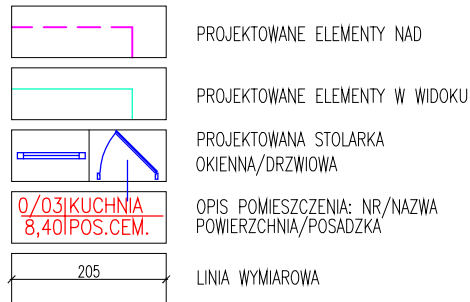 PROJEKTOWANE ELEMENTY NAD
PROJEKTOWANE ELEMENTY W WIDOKU
PROJEKTOWANA STOLARKA
OKIENNA/DRZWIOWA
0/03 KUCHNIA
8,40 POS.CEM.
OPIS POMIESZCZENIA: NR/NAZWA
POWIERZCHNIA/POSADZKA
205
LINIA WYMIAROWA